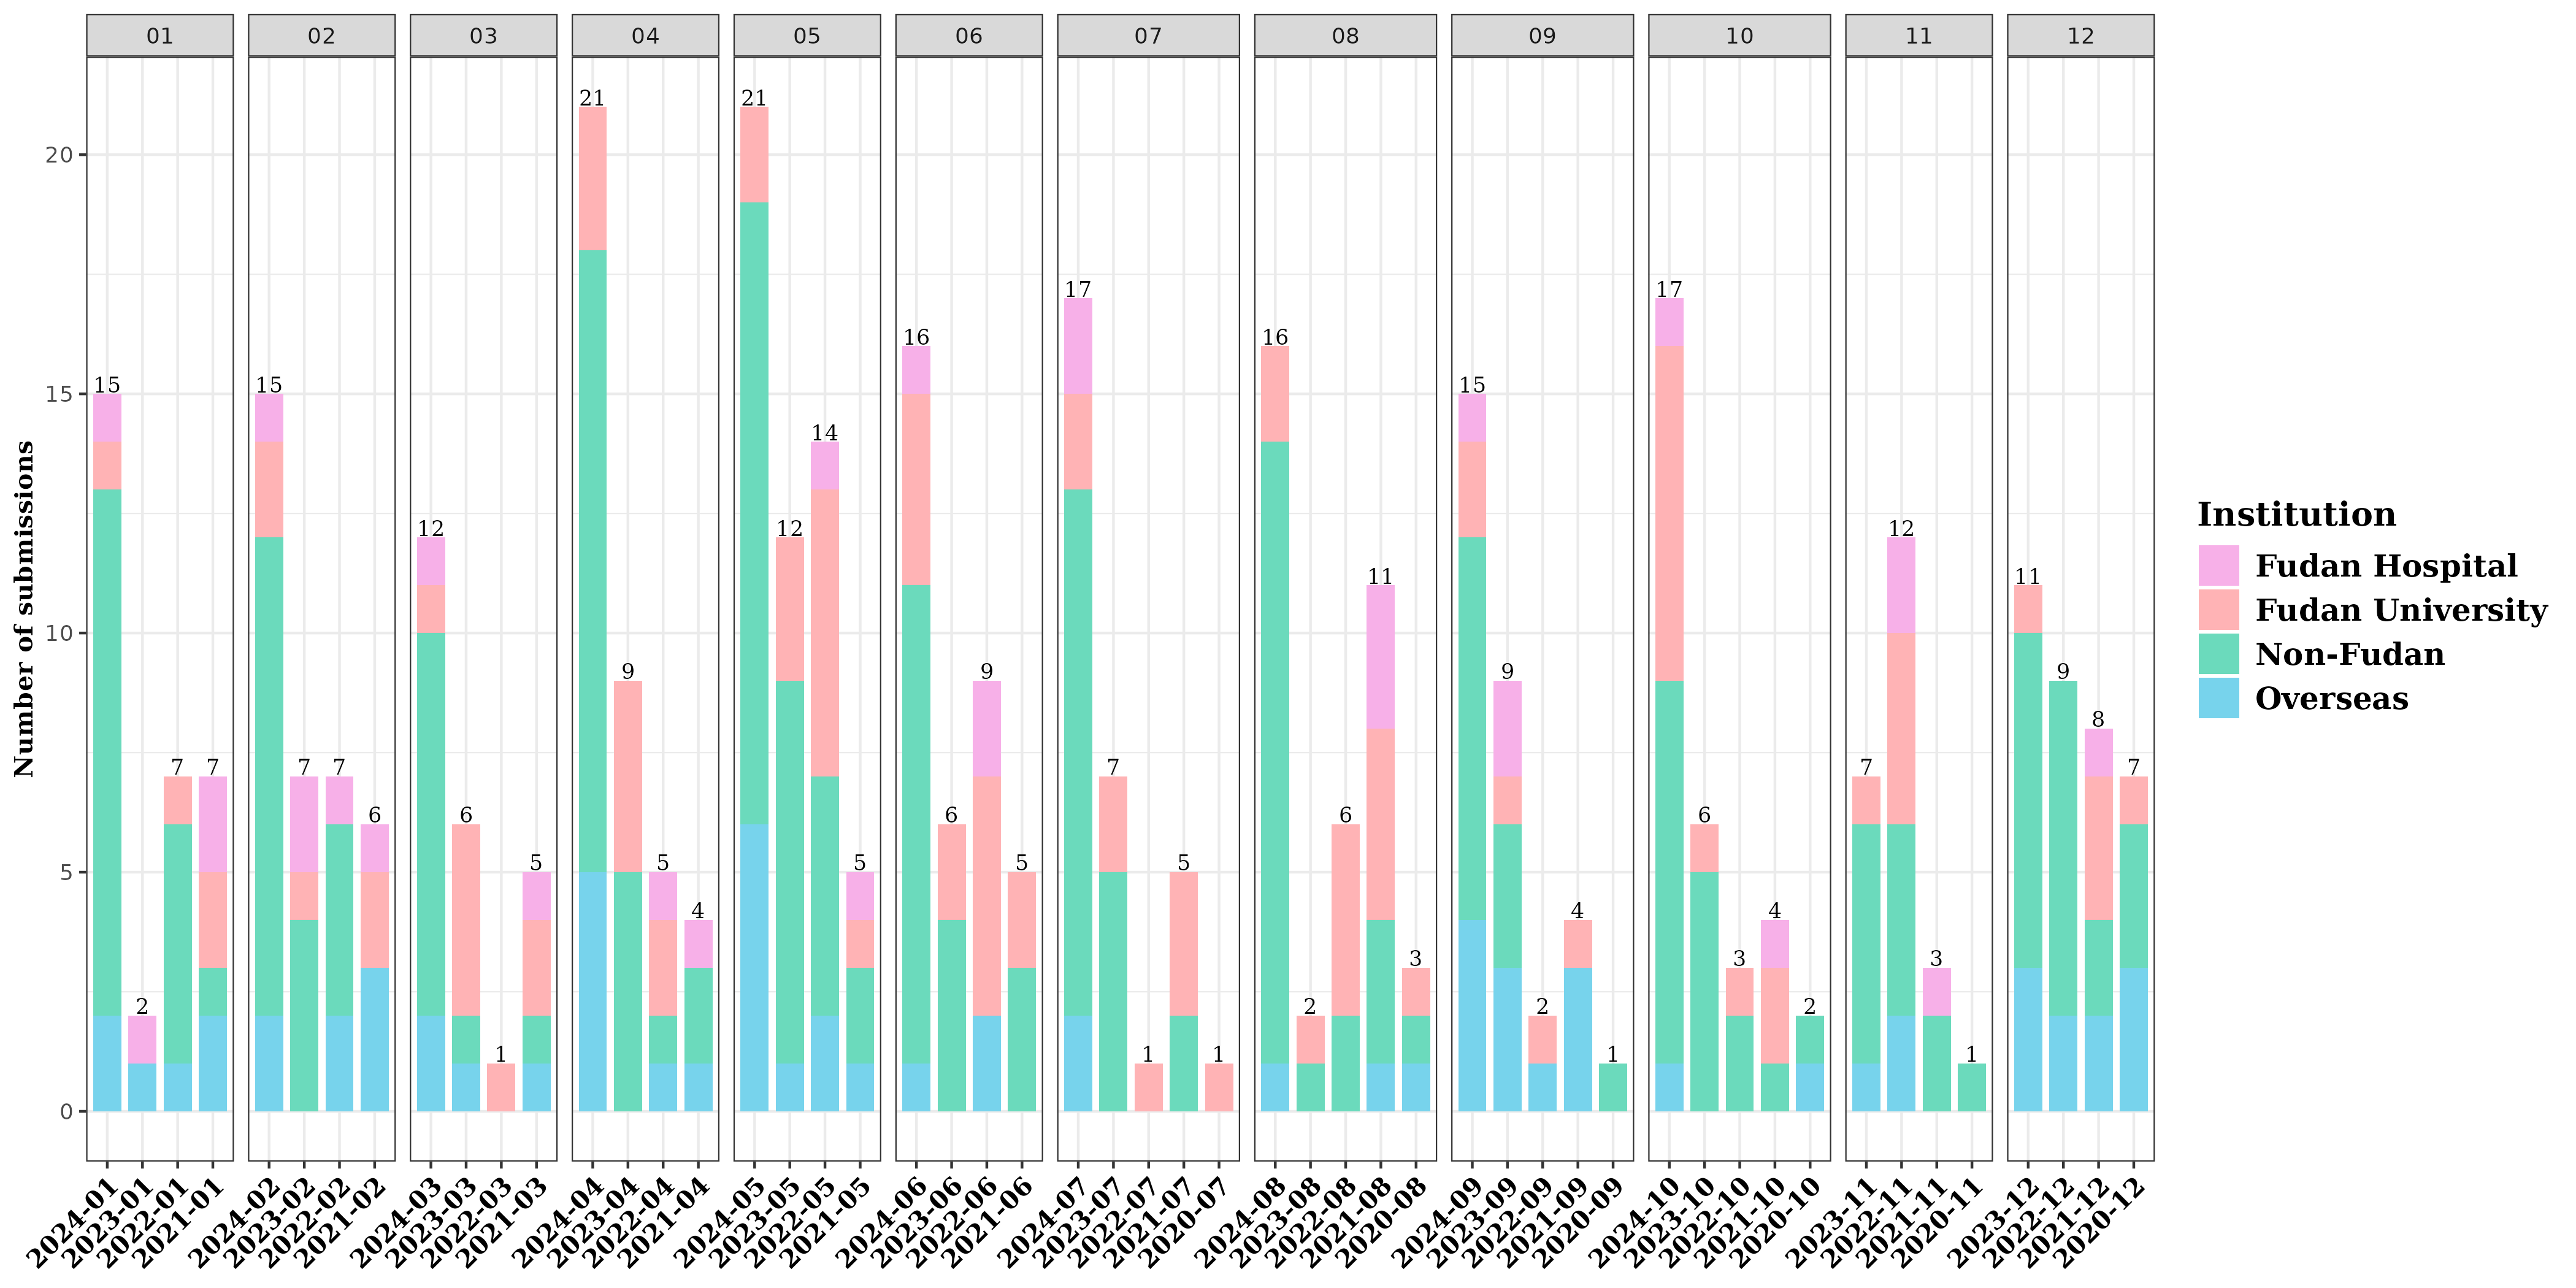 01 02 03 04 05 06 07 08 09 10 11 12
Number of submissions
20
15
10
5
0
15 2 7 7
15 7 7 6
12 6 1 5
21 9 5 4
21 12 14 5
16 6 9 5
17 7 1 5 1
16 2 6 11 3
15 9 2 4 1
17 6 3 4 2
7 12 3 1
11 9 8 7
2024-01 2023-01 2022-01 2021-01
2024-02 2023-02 2022-02 2021-02
2024-03 2023-03 2022-03 2021-03
2024-04 2023-04 2022-04 2021-04
2024-05 2023-05 2022-05 2021-05
2024-06 2023-06 2022-06 2021-06
2024-07 2023-07 2022-07 2021-07 2020-07
2024-08 2023-08 2022-08 2021-08 2020-08
2024-09 2023-09 2022-09 2021-09 2020-09
2024-10 2023-10 2022-10 2021-10 2020-10
2023-11 2022-11 2021-11 2020-11
2023-12 2022-12 2021-12 2020-12
Institution
Fudan Hospital
Fudan University
Non-Fudan
Overseas